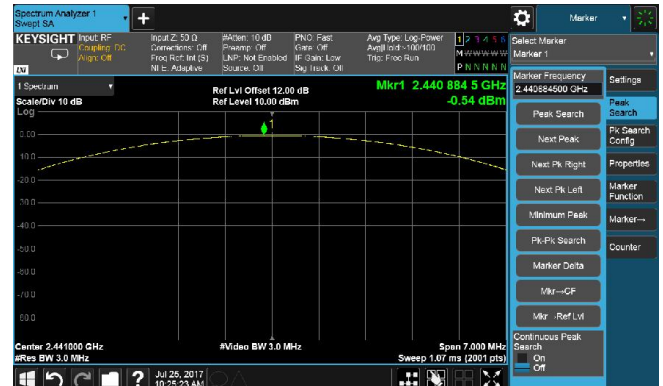 Spectrum Analyzer 1
Swept SA
+
Marker
KEYSIGHT
Input: RF
Coupling: DC
Align: Off
Input Z: 50 Ω
Corrections: Off
Freq Ref: Int (S)
NFE: Adaptive
#Atten: 10 dB
Preamp: Off
LNP: Not Enabled
Source: Off
PNO: Fast
Gate: Off
IF Gain: Low
Sig Track: Off
Avg Type: Log-Power
Avg|Hold:>100/100
Trig: Free Run
1 2 3 4 5 6
M W W W W W
P N N N N N
Select Marker
Marker 1
LXI
1 Spectrum
Scale/Div 10 dB
Log
Ref Lvl Offset 12.00 dB
Ref Level 10.00 dBm
Mkr1 2.440 884 5 GHz
-0.54 dBm
1
0.00
-10.0
-20.0
-30.0
-40.0
-50.0
-60.0
-70.0
Center 2.441000 GHz
#Res BW 3.0 MHz
#Video BW 3.0 MHz
Span 7.000 MHz
Sweep 1.07 ms (2001 pts)
Marker Frequency
2.440884500 GHz
Peak Search
Next Peak
Next Pk Right
Next Pk Left
Minimum Peak
Pk-Pk Search
Marker Delta
Mkr→CF
Mkr→Ref Lvl
Continuous Peak
Search
On
Off
Settings
Peak
Search
Pk Search
Config
Properties
Marker
Function
Marker→
Counter
?
Jul 25, 2017
10:25:23 AM